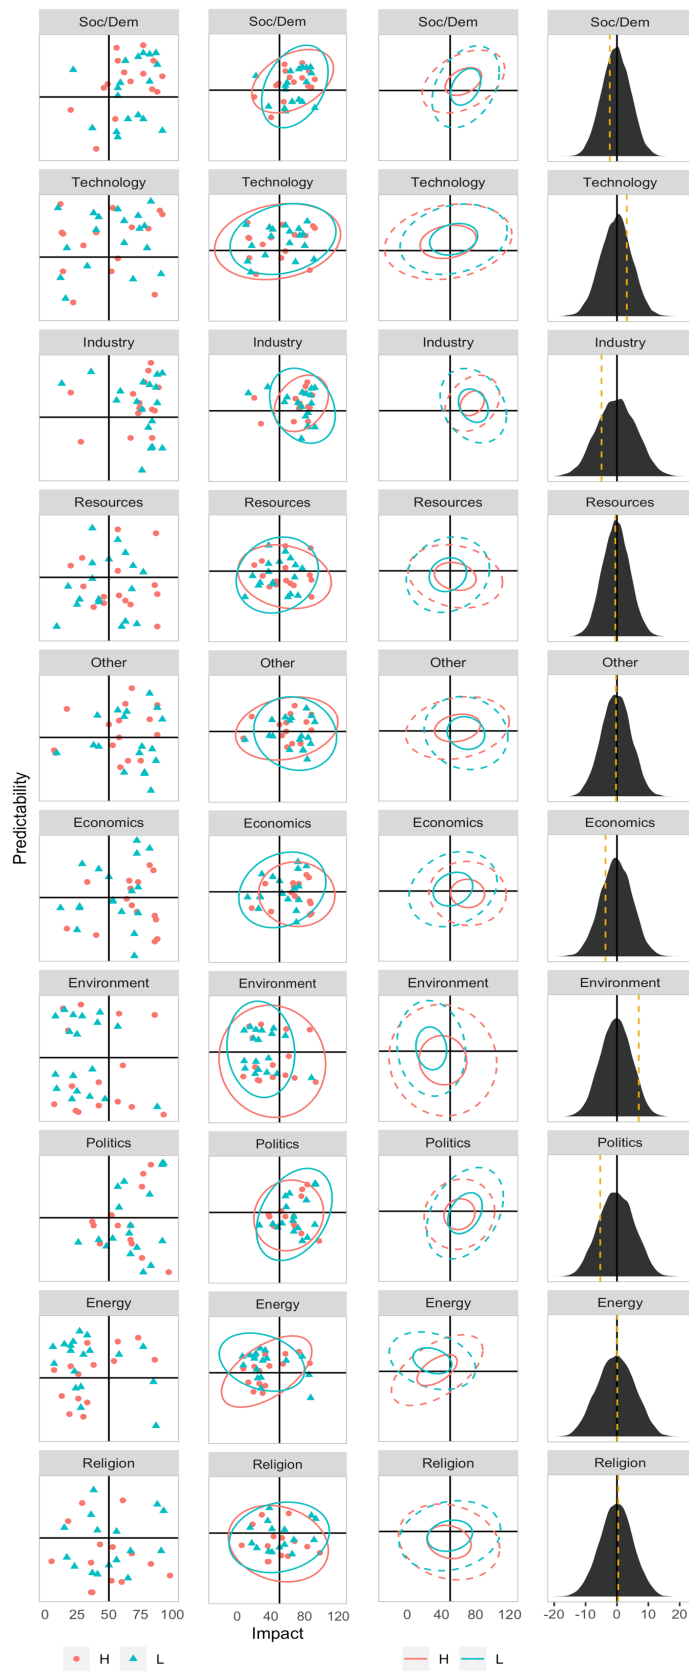 Soc/Dem Soc/Dem Soc/Dem Soc/Dem
Technology Technology Technology Technology
Industry Industry Industry Industry
Resources Resources Resources Resources
Other Other Other Other
Predictability
Economics Economics Economics Economics
Environment Environment Environment Environment
Politics Politics Politics Politics
Energy Energy Energy Energy
Religion Religion Religion Religion
0 25 50 75 100 0 40 80 120 0 40 80 120 -20 -10 0 10 20
Impact
H L H L